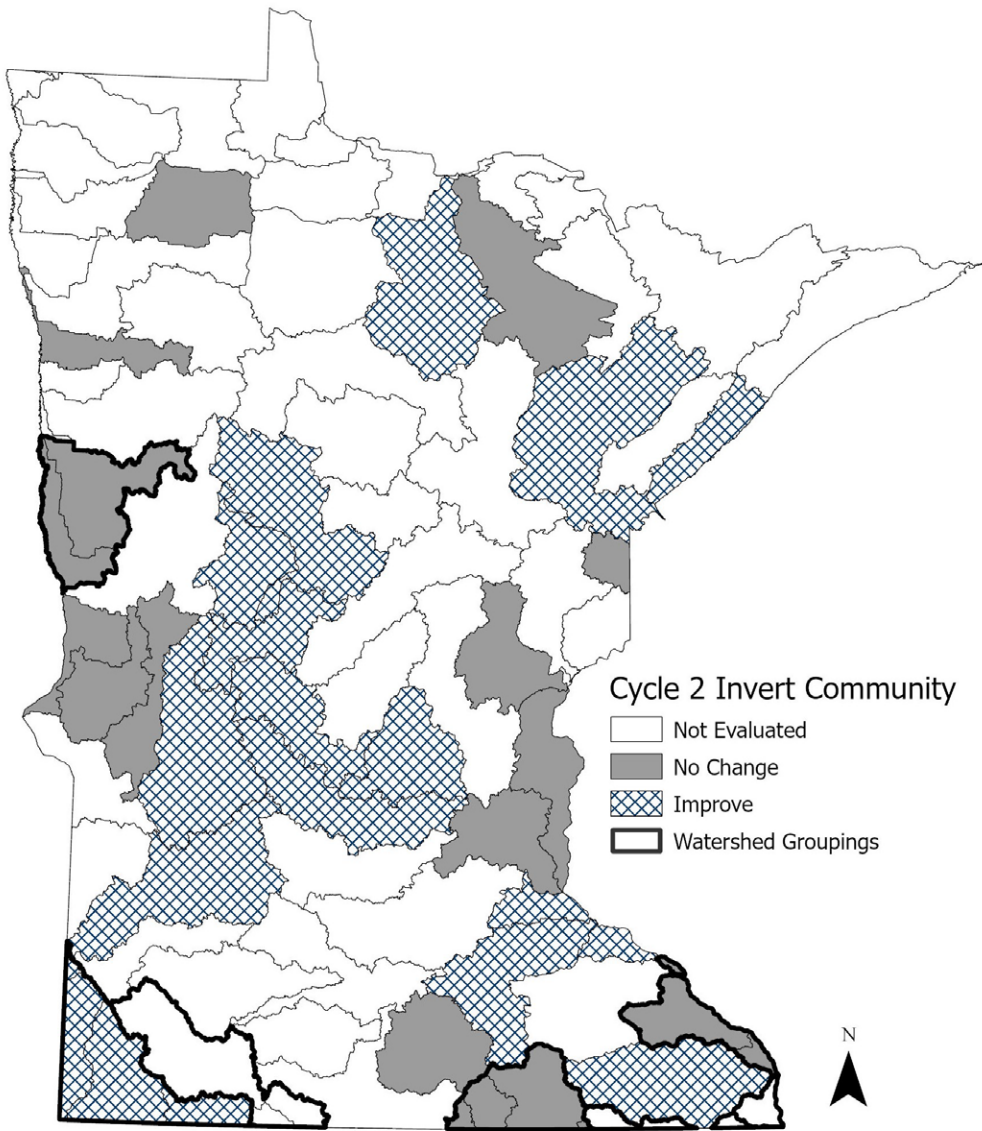 Cycle 2 Invert Community
Not Evaluated
No Change
Improve
Watershed Groupings
N